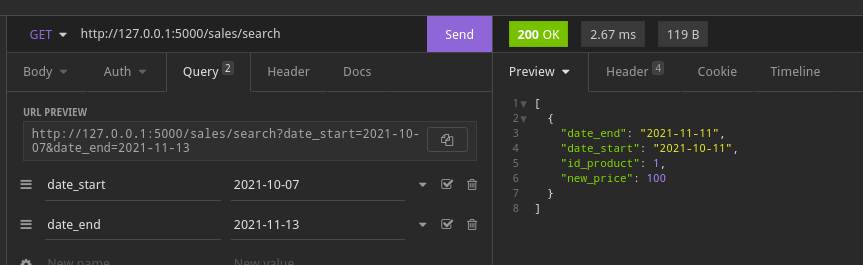 GET http://127.0.0.1:5000/sales/search Send
200 OK 2.67 ms 119 B
Body Auth Query 2 Header Docs
Preview Header 4 Cookie Timeline
URL PREVIEW
http://127.0.0.1:5000/sales/search?date_start=2021-10-
07&date_end=2021-11-13
date_start 2021-10-07
date_end 2021-11-13
New name New value
1 [
2 {
3 "date_end": "2021-11-11",
4 "date_start": "2021-10-11",
5 "id_product": 1,
6 "new_price": 100
7 }
8 ]